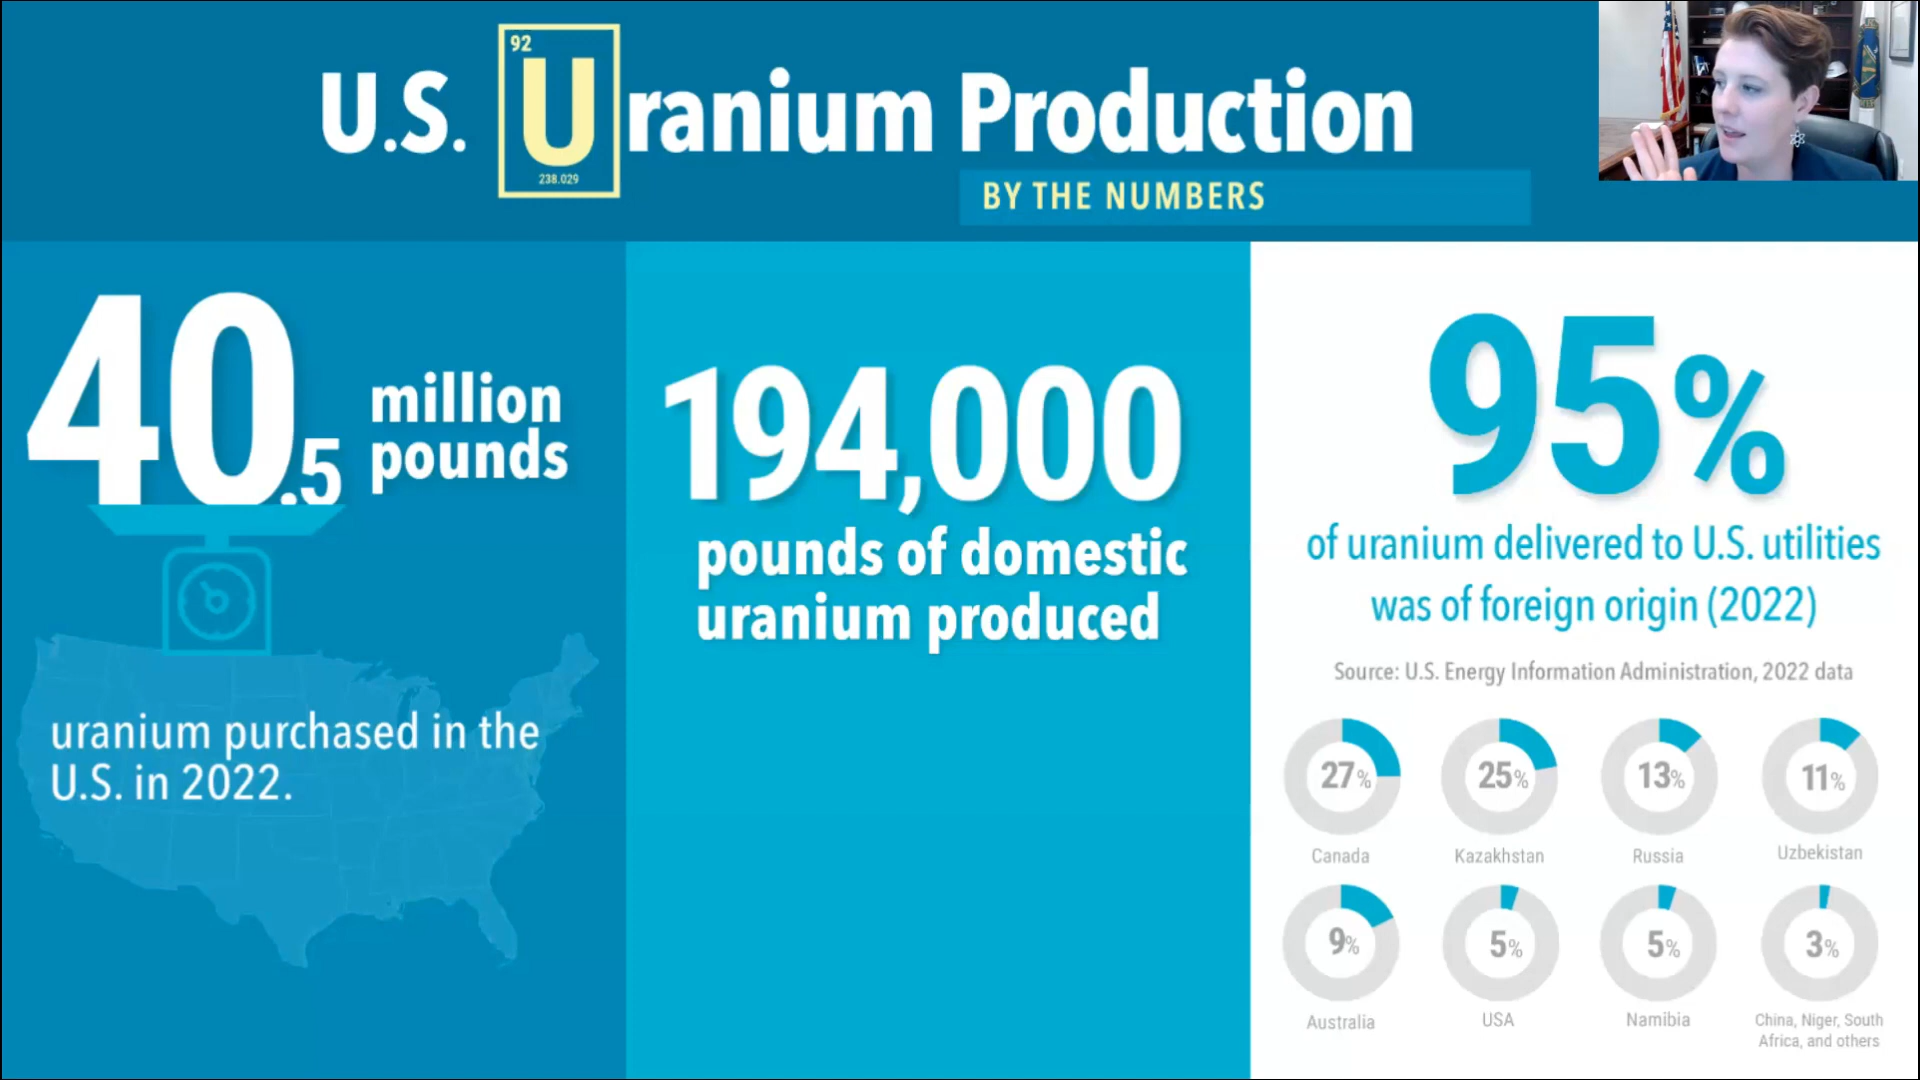 92
U.S. Uranium Production
238.029
BY THE NUMBERS
40.5 million
pounds
uranium purchased in the
U.S. in 2022.
194,000
pounds of domestic
uranium produced
95%
of uranium delivered to U.S. utilities
was of foreign origin (2022)
Source: U.S. Energy Information Administration, 2022 data
27% 25% 13% 11%
Canada Kazakhstan Russia Uzbekistan
9% 5% 5% 3%
Australia USA Namibia China, Niger, South
Africa, and others